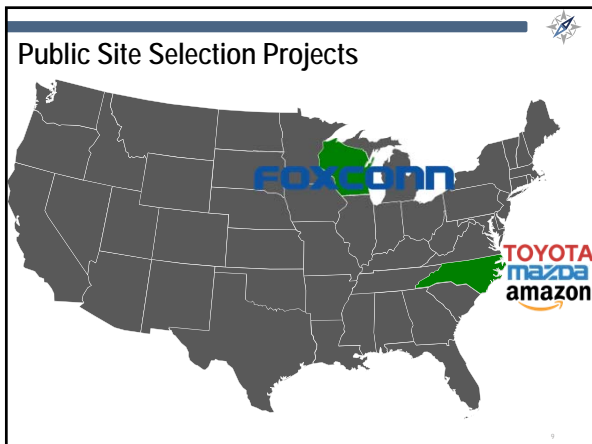 Public Site Selection Projects
FOXCONN
TOYOTA
mazda
amazon
9